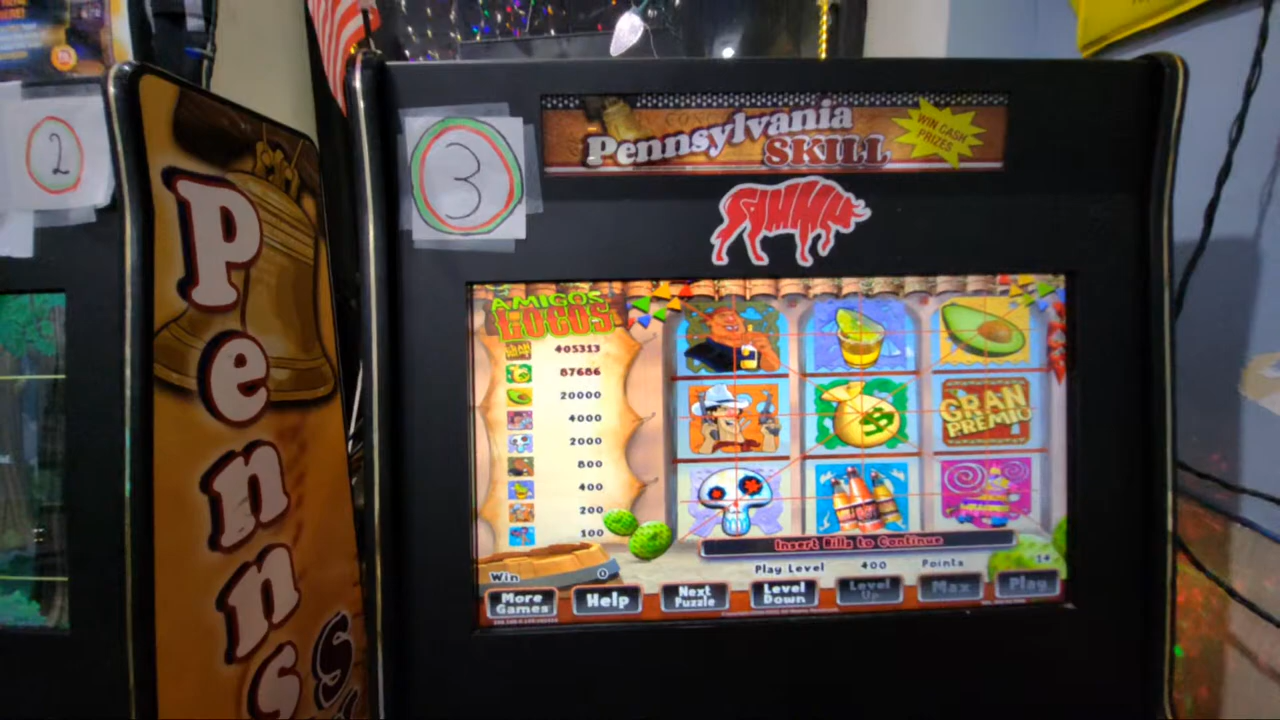 2
3
Pennsylvania
SKILL
WIN CASH
PRIZES
SAMMY
Penns
AMIGOS
LOCOS
405313
87686
20000
4000
2000
800
400
200
100
GRAN
PREMIO
Insert Bills to Continue
Win 0
Play Level 400 Points 1¢
More
Games
Help
Next
Puzzle
Level
Down
Level
Up
Max
Play